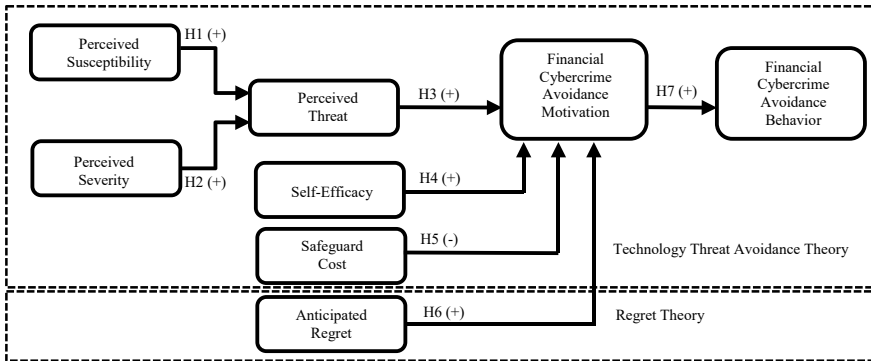 H1 (+)
Perceived
Susceptibility
Perceived
Severity
H2 (+)
Perceived
Threat
H3 (+)
Financial
Cybercrime
Avoidance
Motivation
H7 (+)
Financial
Cybercrime
Avoidance
Behavior
Self-Efficacy
H4 (+)
Safeguard
Cost
H5 (-)
Technology Threat Avoidance Theory
Anticipated
Regret
H6 (+)
Regret Theory